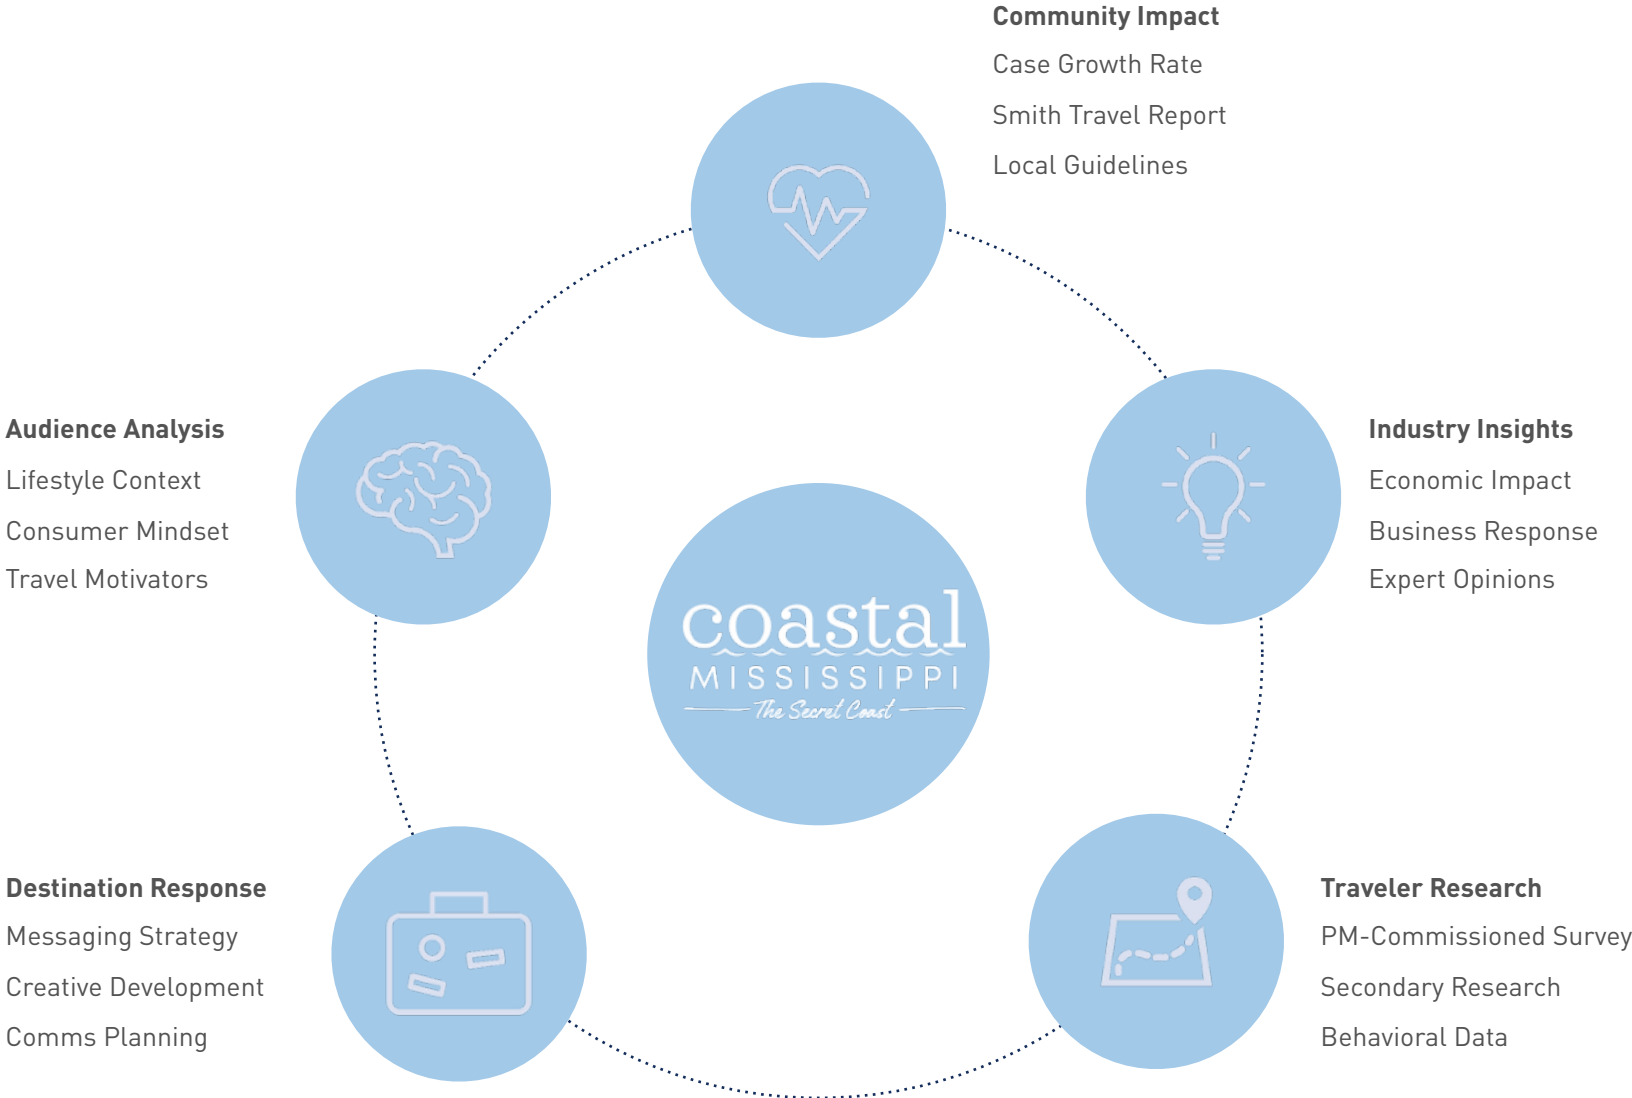 Community Impact
Case Growth Rate
Smith Travel Report
Local Guidelines
Audience Analysis
Lifestyle Context
Consumer Mindset
Travel Motivators
Industry Insights
Economic Impact
Business Response
Expert Opinions
coastal
MISSISSIPPI
The Secret Coast
Destination Response
Messaging Strategy
Creative Development
Comms Planning
Traveler Research
PM-Commissioned Survey
Secondary Research
Behavioral Data